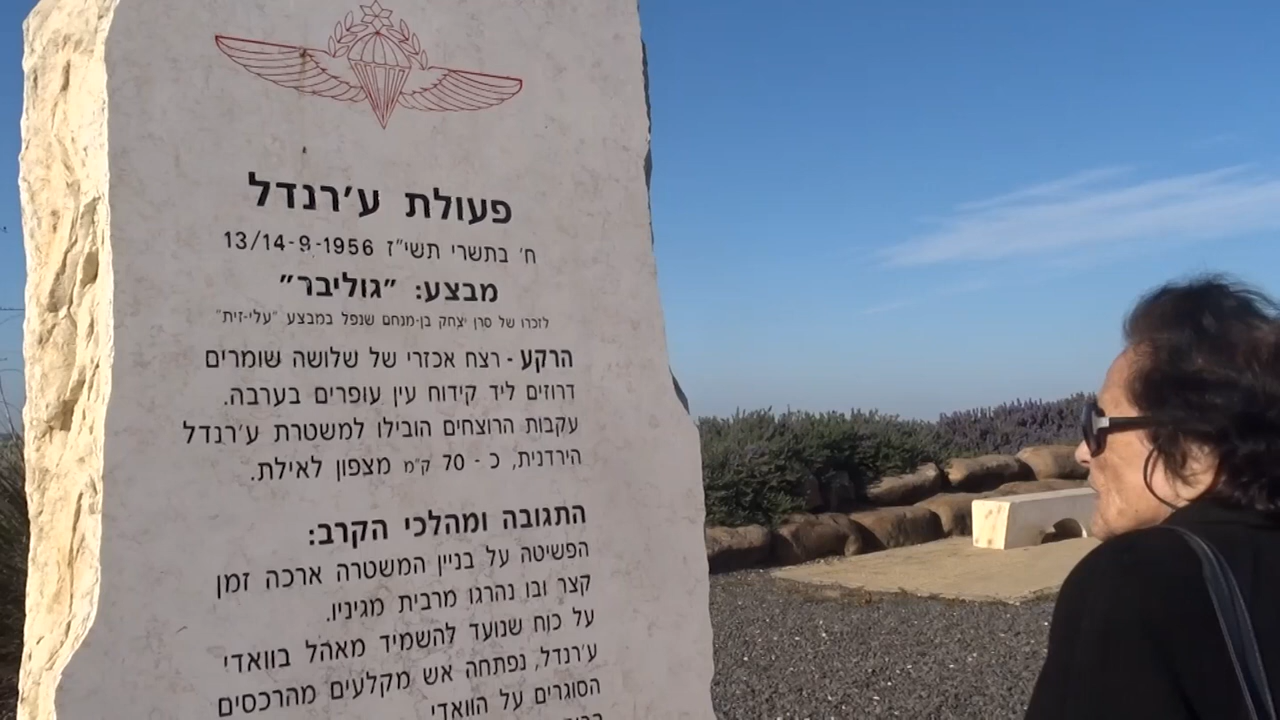 פעולת ע׳רנדל
ח׳ בתשרי תשי״ז 13/14-9-1956
מבצע: ״גוליבר״
לזכרו של סרן יצחק בן-מנחם שנפל במבצע ״עלי-זית״
הרקע - רצח אכזרי של שלושה שומרים
דרוזים ליד קידוח עין עופרים בערבה.
עקבות הרוצחים הובילו למשטרת ע׳רנדל
הירדנית, כ - 70 ק״מ מצפון לאילת.
התגובה ומהלכי הקרב:
הפשיטה על בניין המשטרה ארכה זמן
קצר ובו נהרגו מרבית מגיניו.
על כוח שנועד להשמיד מאהל בוואדי
ע׳רנדל, נפתחה אש מקלעים מהרכסים
הסוגרים על הוואדי